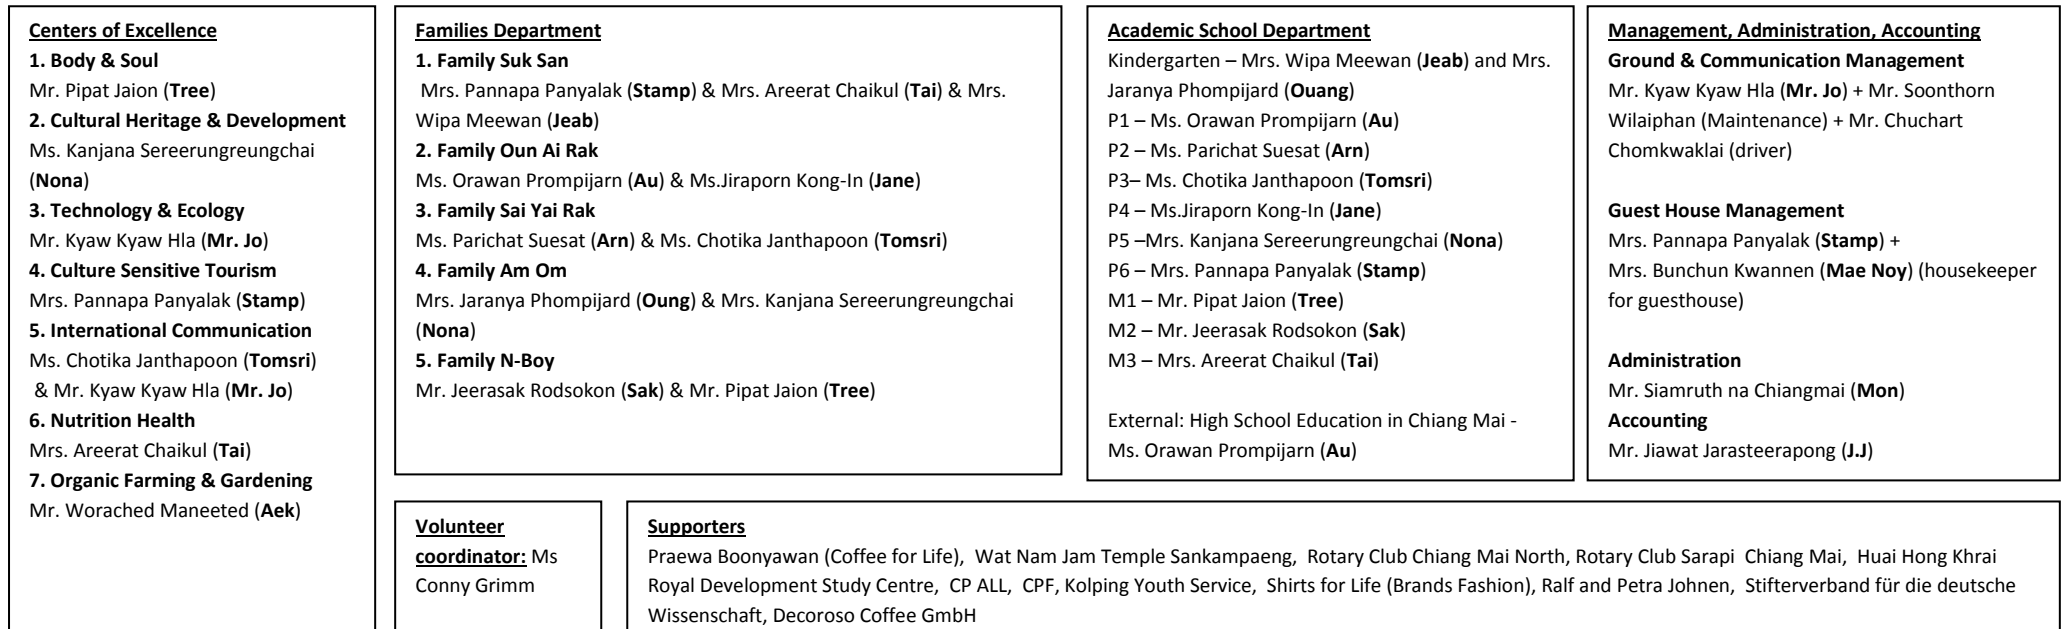 Centers of Excellence
1. Body & Soul
Mr. Pipat Jaion (Tree)
2. Cultural Heritage & Development
Ms. Kanjana Sereerungreungchai
(Nona)
3. Technology & Ecology
Mr. Kyaw Kyaw Hla (Mr. Jo)
4. Culture Sensitive Tourism
Mrs. Pannapa Panyalak (Stamp)
5. International Communication
Ms. Chotika Janthapoon (Tomsri)
& Mr. Kyaw Kyaw Hla (Mr. Jo)
6. Nutrition Health
Mrs. Areerat Chaikul (Tai)
7. Organic Farming & Gardening
Mr. Worached Maneeted (Aek)
Families Department
1. Family Suk San
Mrs. Pannapa Panyalak (Stamp) & Mrs. Areerat Chaikul (Tai) & Mrs.
Wipa Meewan (Jeab)
2. Family Oun Ai Rak
Ms. Orawan Prompijarn (Au) & Ms.Jiraporn Kong-In (Jane)
3. Family Sai Yai Rak
Ms. Parichat Suesat (Arn) & Ms. Chotika Janthapoon (Tomsri)
4. Family Am Om
Mrs. Jaranya Phompijard (Oung) & Mrs. Kanjana Sereerungreungchai
(Nona)
5. Family N-Boy
Mr. Jeerasak Rodsokon (Sak) & Mr. Pipat Jaion (Tree)
Academic School Department
Kindergarten – Mrs. Wipa Meewan (Jeab) and Mrs.
Jaranya Phompijard (Ouang)
P1 – Ms. Orawan Prompijarn (Au)
P2 – Ms. Parichat Suesat (Arn)
P3– Ms. Chotika Janthapoon (Tomsri)
P4 – Ms.Jiraporn Kong-In (Jane)
P5 –Mrs. Kanjana Sereerungreungchai (Nona)
P6 – Mrs. Pannapa Panyalak (Stamp)
M1 – Mr. Pipat Jaion (Tree)
M2 – Mr. Jeerasak Rodsokon (Sak)
M3 – Mrs. Areerat Chaikul (Tai)
External: High School Education in Chiang Mai -
Ms. Orawan Prompijarn (Au)
Management, Administration, Accounting
Ground & Communication Management
Mr. Kyaw Kyaw Hla (Mr. Jo) + Mr. Soonthorn
Wilaiphan (Maintenance) + Mr. Chuchart
Chomkwaklai (driver)
Guest House Management
Mrs. Pannapa Panyalak (Stamp) +
Mrs. Bunchun Kwannen (Mae Noy) (housekeeper
for guesthouse)
Administration
Mr. Siamruth na Chiangmai (Mon)
Accounting
Mr. Jiawat Jarasteerapong (J.J)
Volunteer
coordinator: Ms
Conny Grimm
Supporters
Praewa Boonyawan (Coffee for Life), Wat Nam Jam Temple Sankampaeng, Rotary Club Chiang Mai North, Rotary Club Sarapi Chiang Mai, Huai Hong Khrai
Royal Development Study Centre, CP ALL, CPF, Kolping Youth Service, Shirts for Life (Brands Fashion), Ralf and Petra Johnen, Stifterverband für die deutsche
Wissenschaft, Decoroso Coffee GmbH